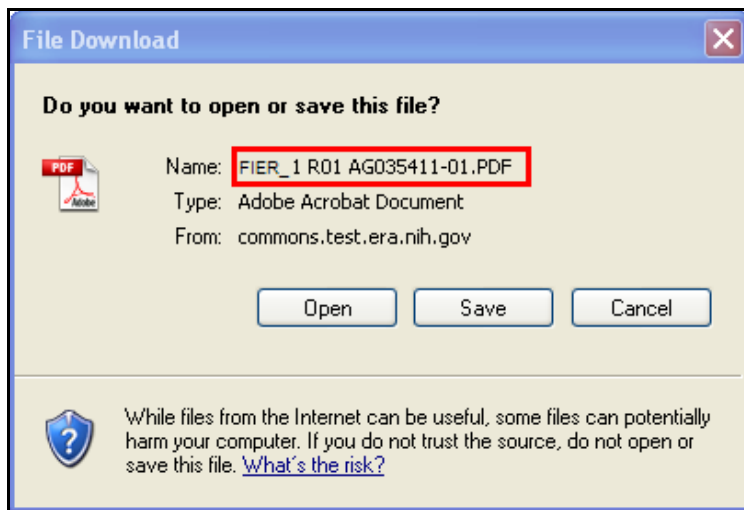 File Download
Do you want to open or save this file?
PDF
Adobe
Name: FIER_1 R01 AG035411-01.PDF
Type: Adobe Acrobat Document
From: commons.test.era.nih.gov
Open Save Cancel
While files from the Internet can be useful, some files can potentially
harm your computer. If you do not trust the source, do not open or
save this file. What's the risk?